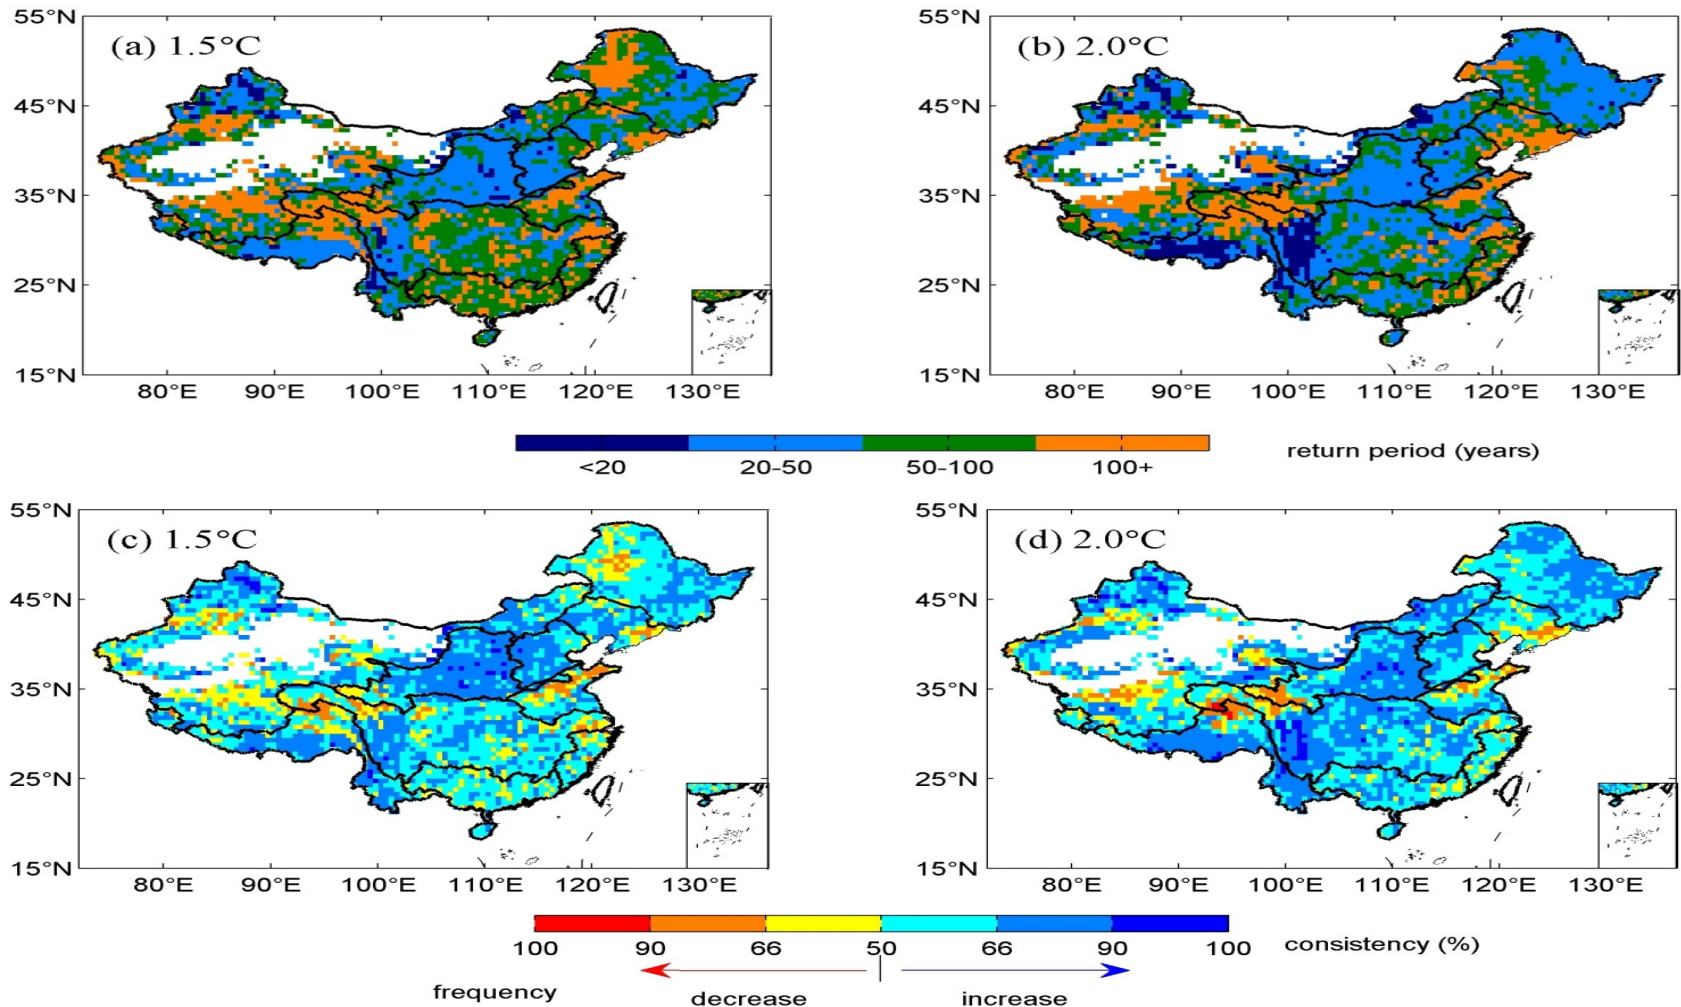 (a) 1.5°C
55°N
45°N
35°N
25°N
15°N
80°E 90°E 100°E 110°E 120°E 130°E
(b) 2.0°C
55°N
45°N
35°N
25°N
15°N
80°E 90°E 100°E 110°E 120°E 130°E
<20 20-50 50-100 100+ return period (years)
(c) 1.5°C
55°N
45°N
35°N
25°N
15°N
80°E 90°E 100°E 110°E 120°E 130°E
(d) 2.0°C
55°N
45°N
35°N
25°N
15°N
80°E 90°E 100°E 110°E 120°E 130°E
100 90 66 50 66 90 100 consistency (%)
frequency decrease increase